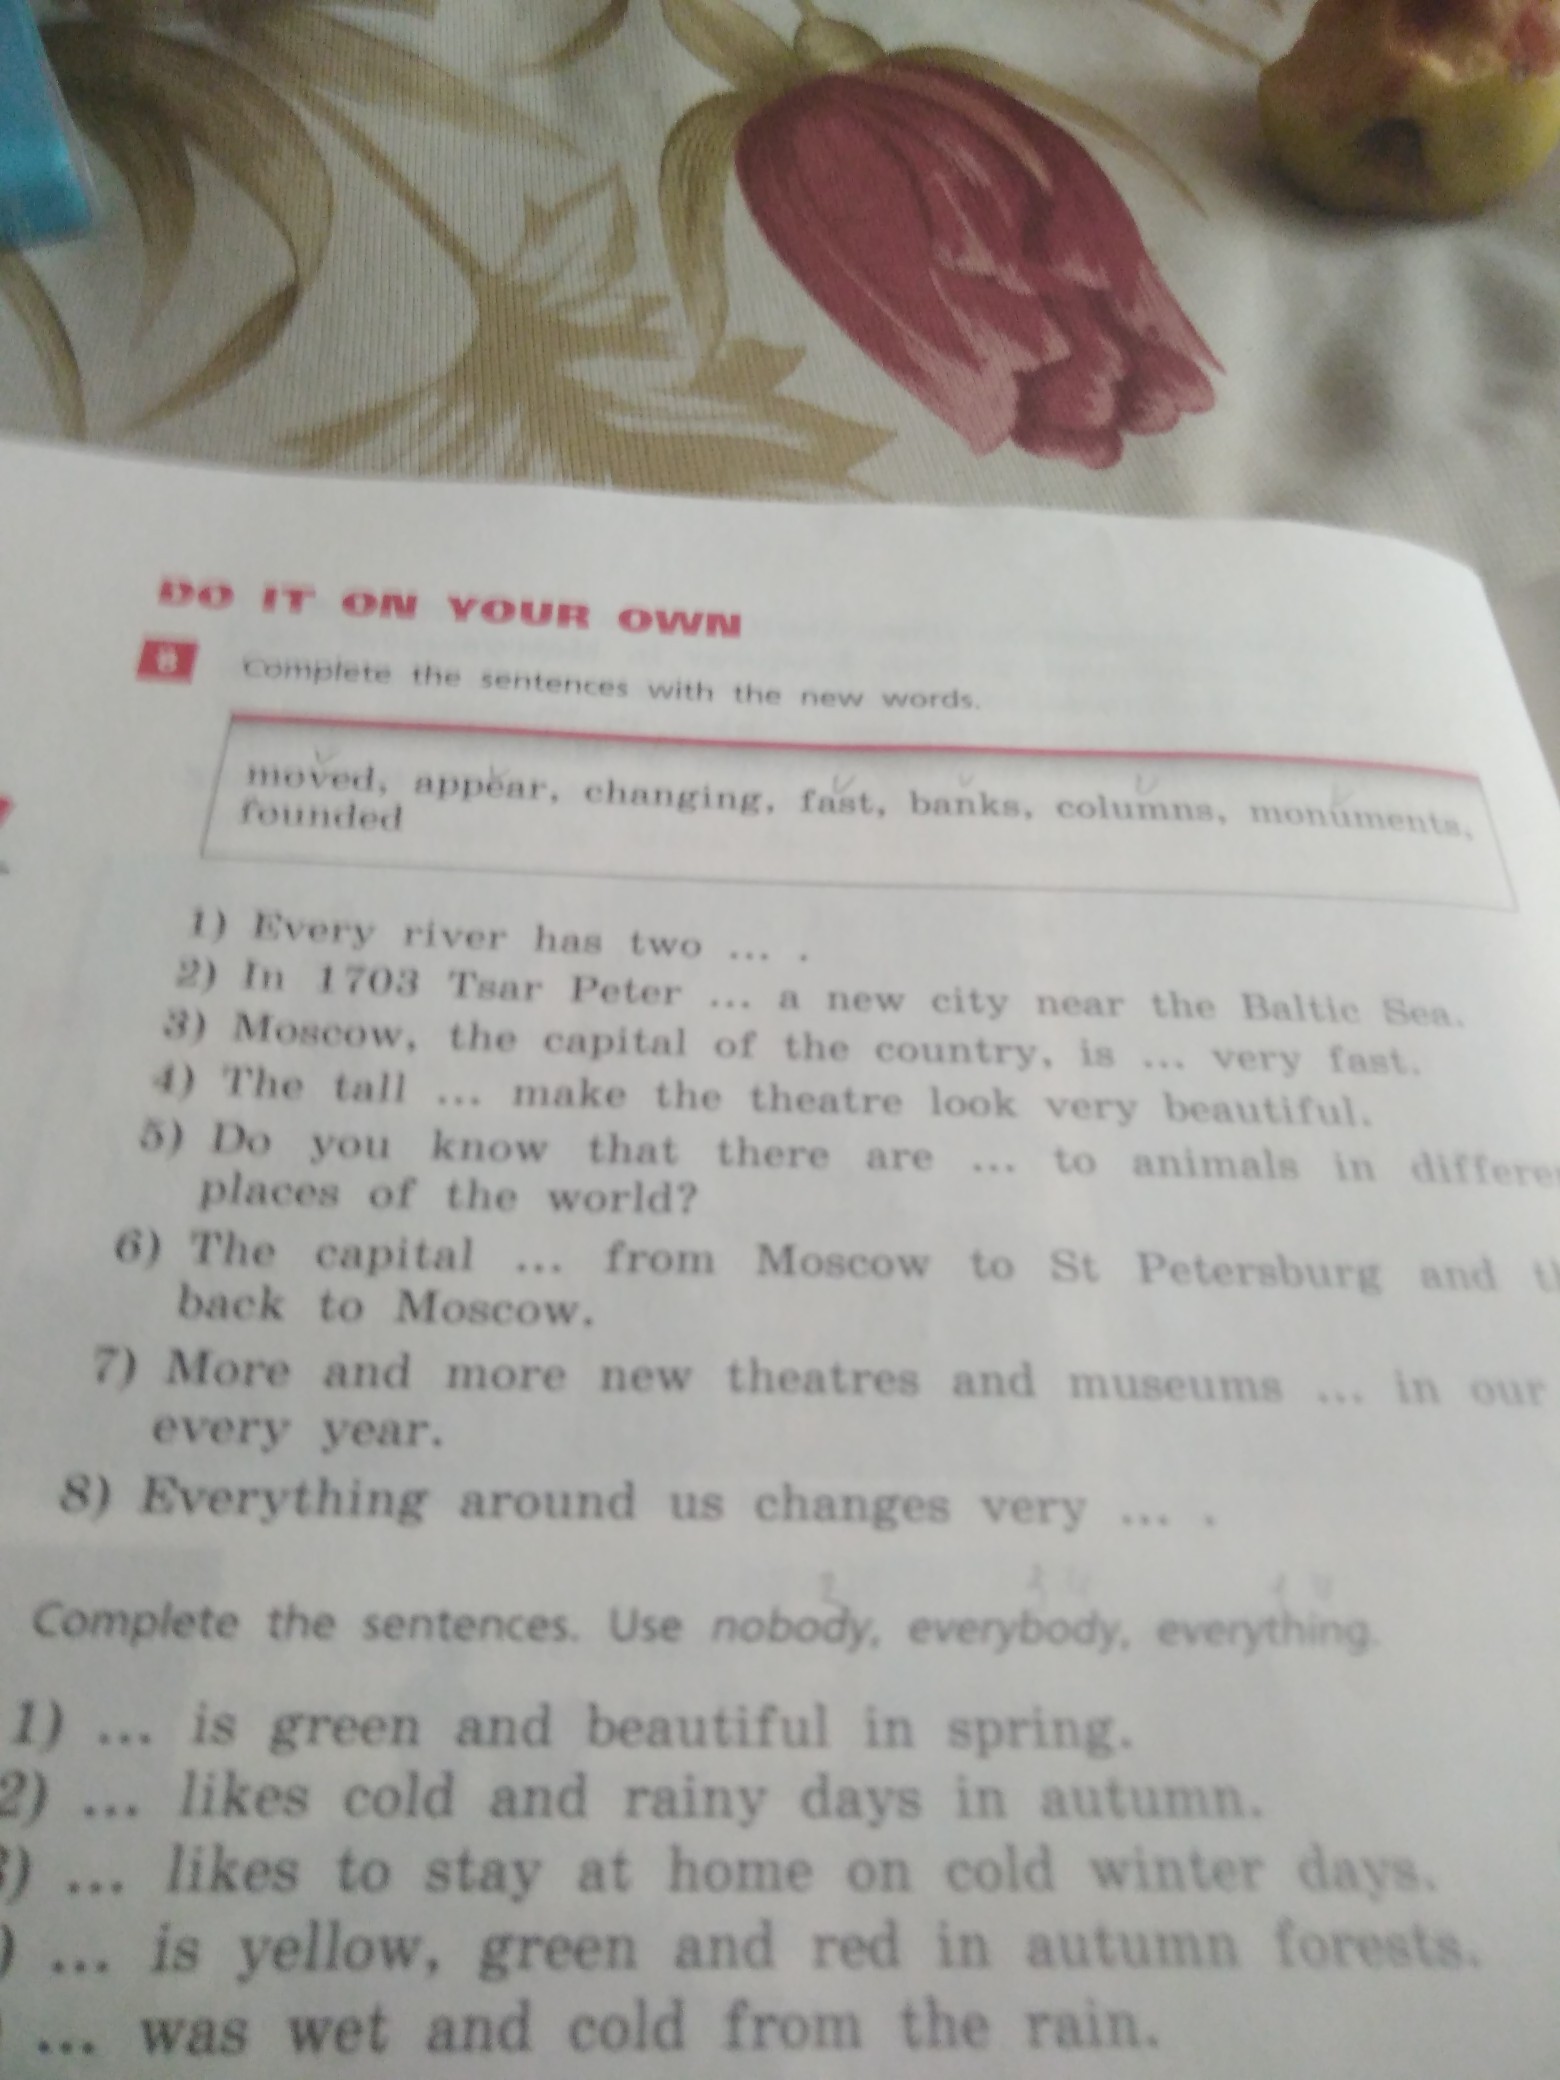 DO IT ON YOUR OWN
8 Complete the sentences with the new words.
moved, appear, changing, fast, banks, columns, monuments,
founded
1) Every river has two ... .
2) In 1703 Tsar Peter ... a new city near the Baltic Sea.
3) Moscow, the capital of the country, is ... very fast.
4) The tall ... make the theatre look very beautiful.
5) Do you know that there are ... to animals in
places of the world?
6) The capital ... from Moscow to St Petersburg and
back to Moscow.
7) More and more new theatres and museums ... in our
every year.
8) Everything around us changes very ... .
Complete the sentences. Use nobody, everybody, everything.
1) ... is green and beautiful in spring.
2) ... likes cold and rainy days in autumn.
) ... likes to stay at home on cold winter days.
) ... is yellow, green and red in autumn forests.
... was wet and cold from the rain.